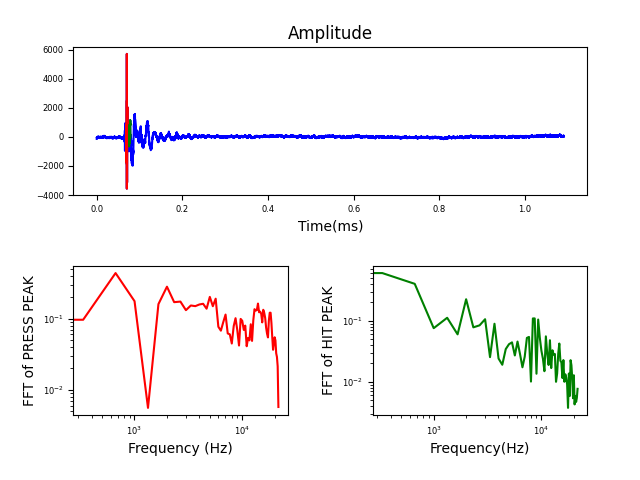 Amplitude
6000
4000
2000
0
−2000
−4000
0.0 0.2 0.4 0.6 0.8 1.0
Time(ms)
FFT of PRESS PEAK
10⁻¹
10⁻²
10³ 10⁴
Frequency (Hz)
FFT of HIT PEAK
10⁻¹
10⁻²
10³ 10⁴
Frequency(Hz)